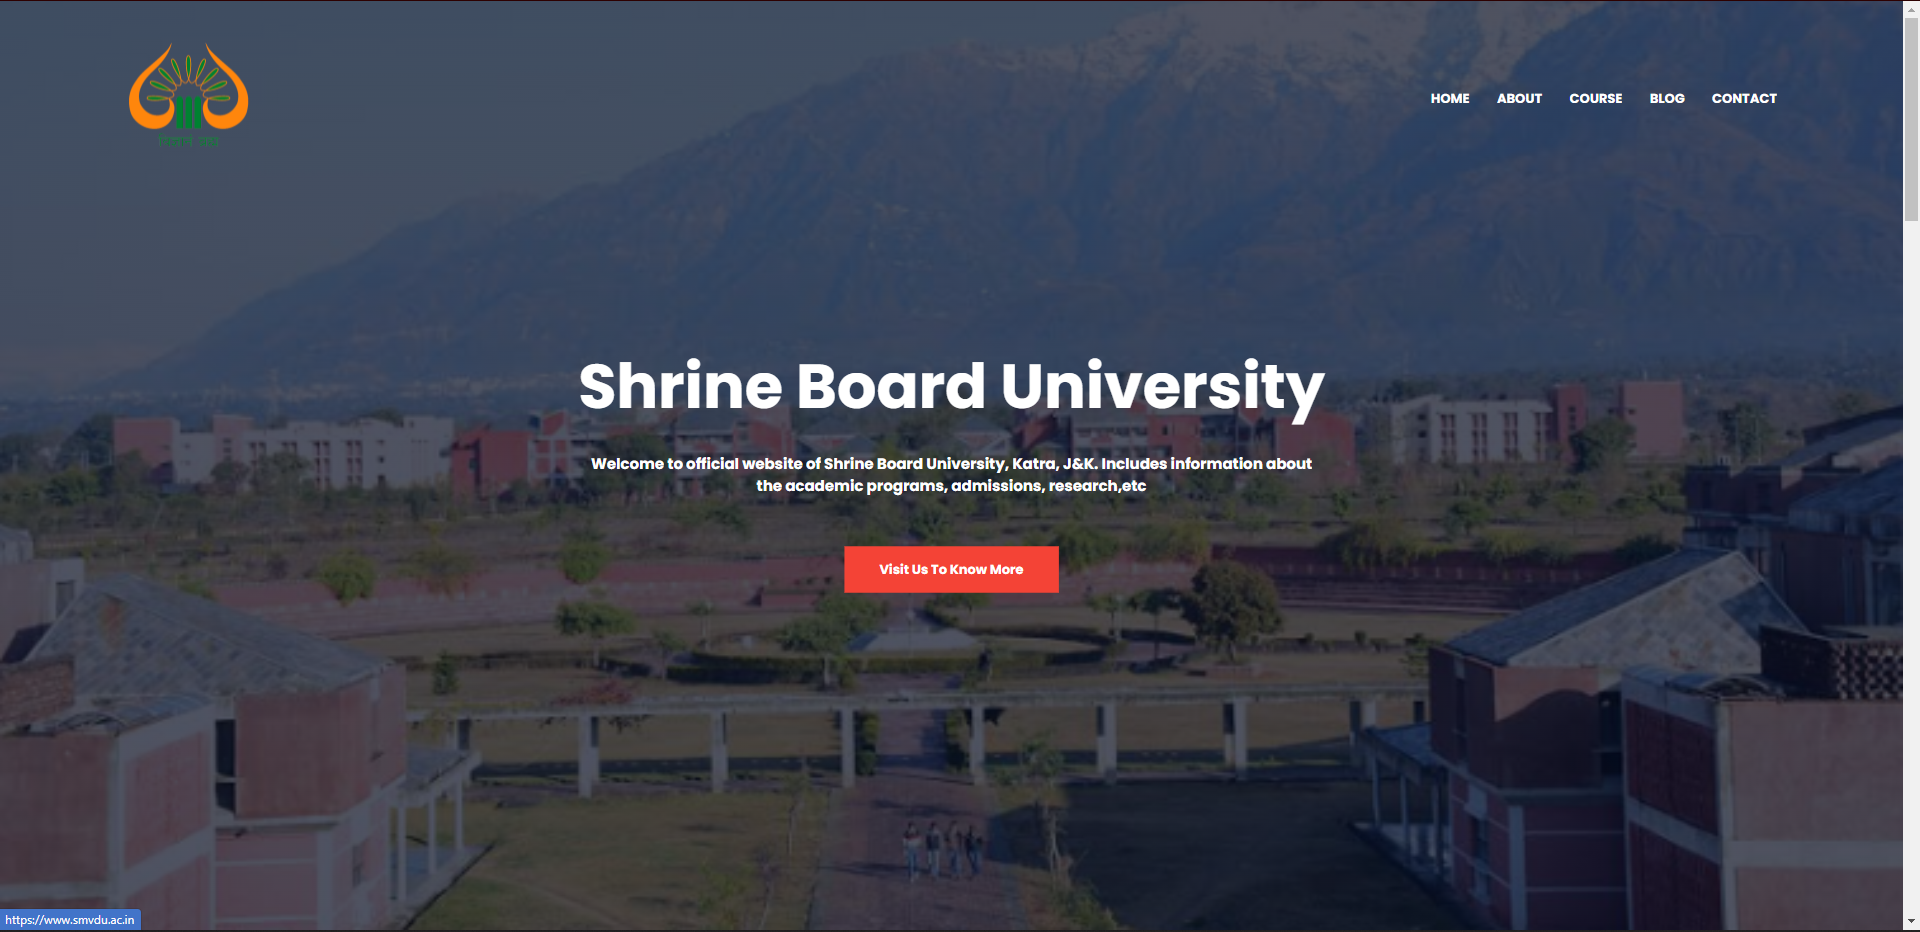 HOME ABOUT COURSE BLOG CONTACT
Shrine Board University
Welcome to official website of Shrine Board University, Katra, J&K. Includes information about
the academic programs, admissions, research,etc
Visit Us To Know More
https://www.smvdu.ac.in